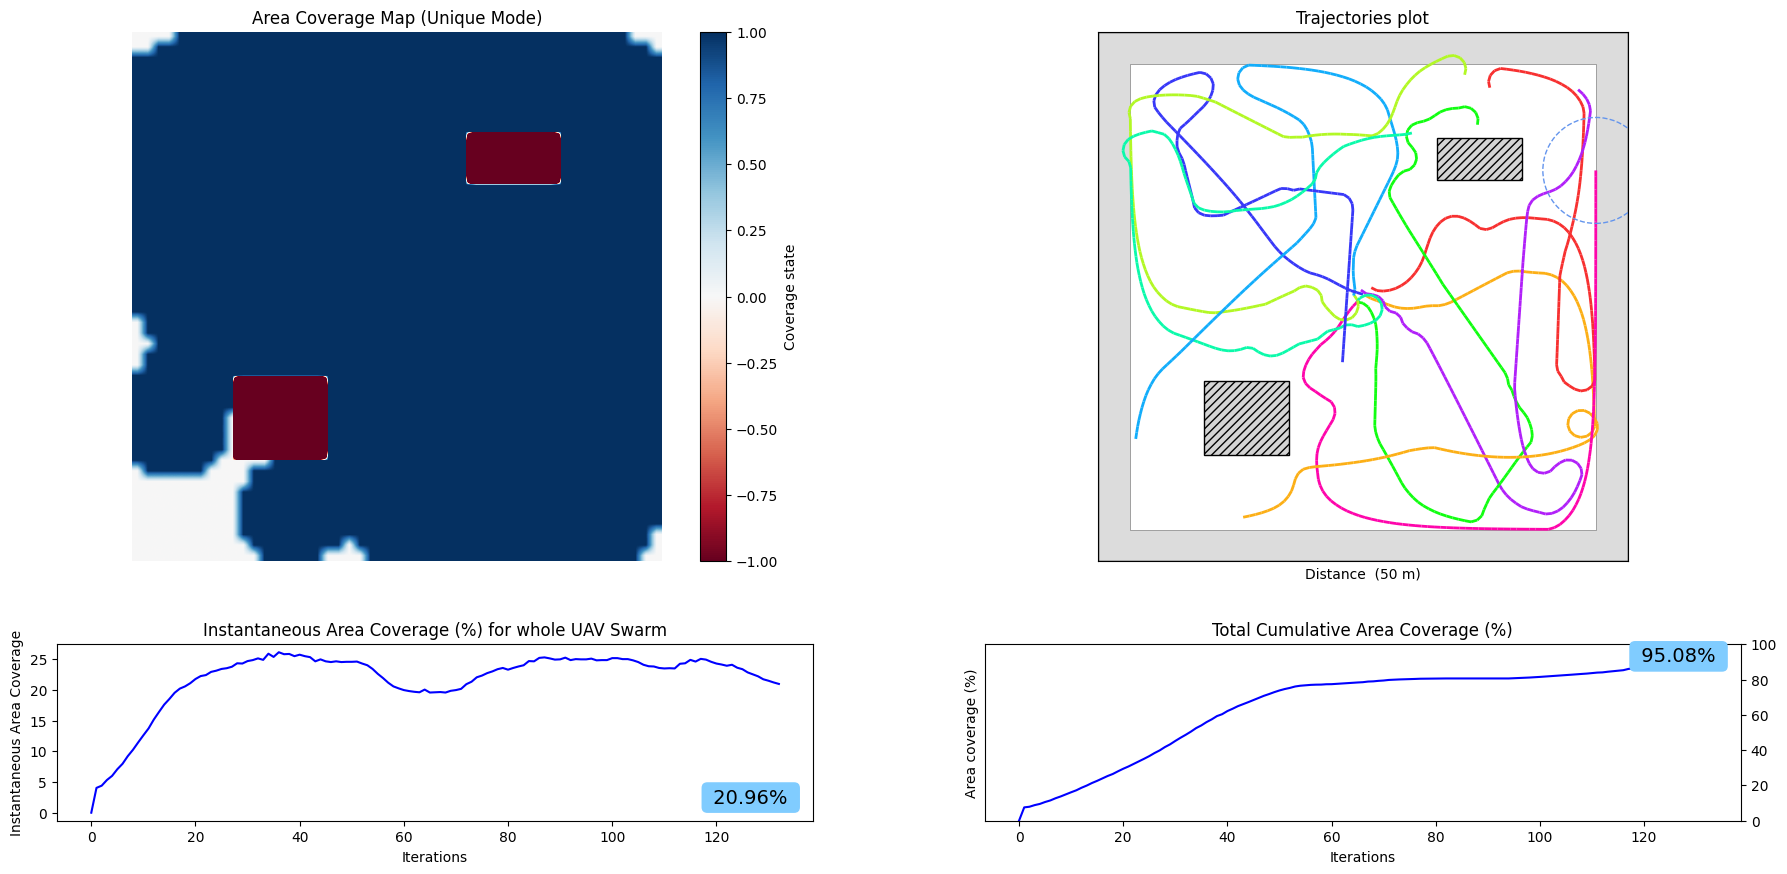 Area Coverage Map (Unique Mode)
1.00
0.75
0.50
0.25
0.00
−0.25
−0.50
−0.75
−1.00
Coverage state
Trajectories plot
Distance  (50 m)
Instantaneous Area Coverage (%) for whole UAV Swarm
Instantaneous Area Coverage
25
20
15
10
5
0
20.96%
0 20 40 60 80 100 120
Iterations
Total Cumulative Area Coverage (%)
Area coverage (%)
95.08%
100
80
60
40
20
0
0 20 40 60 80 100 120
Iterations